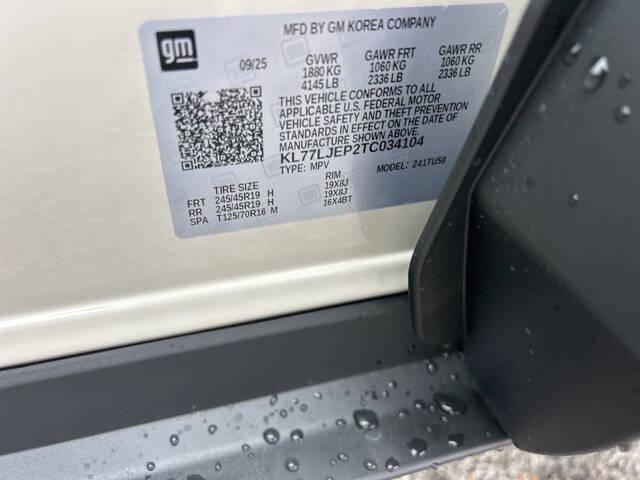 MFD BY GM KOREA COMPANY
gm
09/25 GVWR GAWR FRT GAWR RR
1880 KG 1060 KG 1060 KG
4145 LB 2336 LB 2336 LB
THIS VEHICLE CONFORMS TO ALL
APPLICABLE U.S. FEDERAL MOTOR
VEHICLE SAFETY AND THEFT PREVENTION
STANDARDS IN EFFECT ON THE DATE OF
MANUFACTURE SHOWN ABOVE.
KL77LJEP2TC034104
TYPE: MPV MODEL: 241TU58
TIRE SIZE RIM
FRT 245/45R19 H 19X8J
RR 245/45R19 H 19X8J
SPA T125/70R16 M 16X4BT